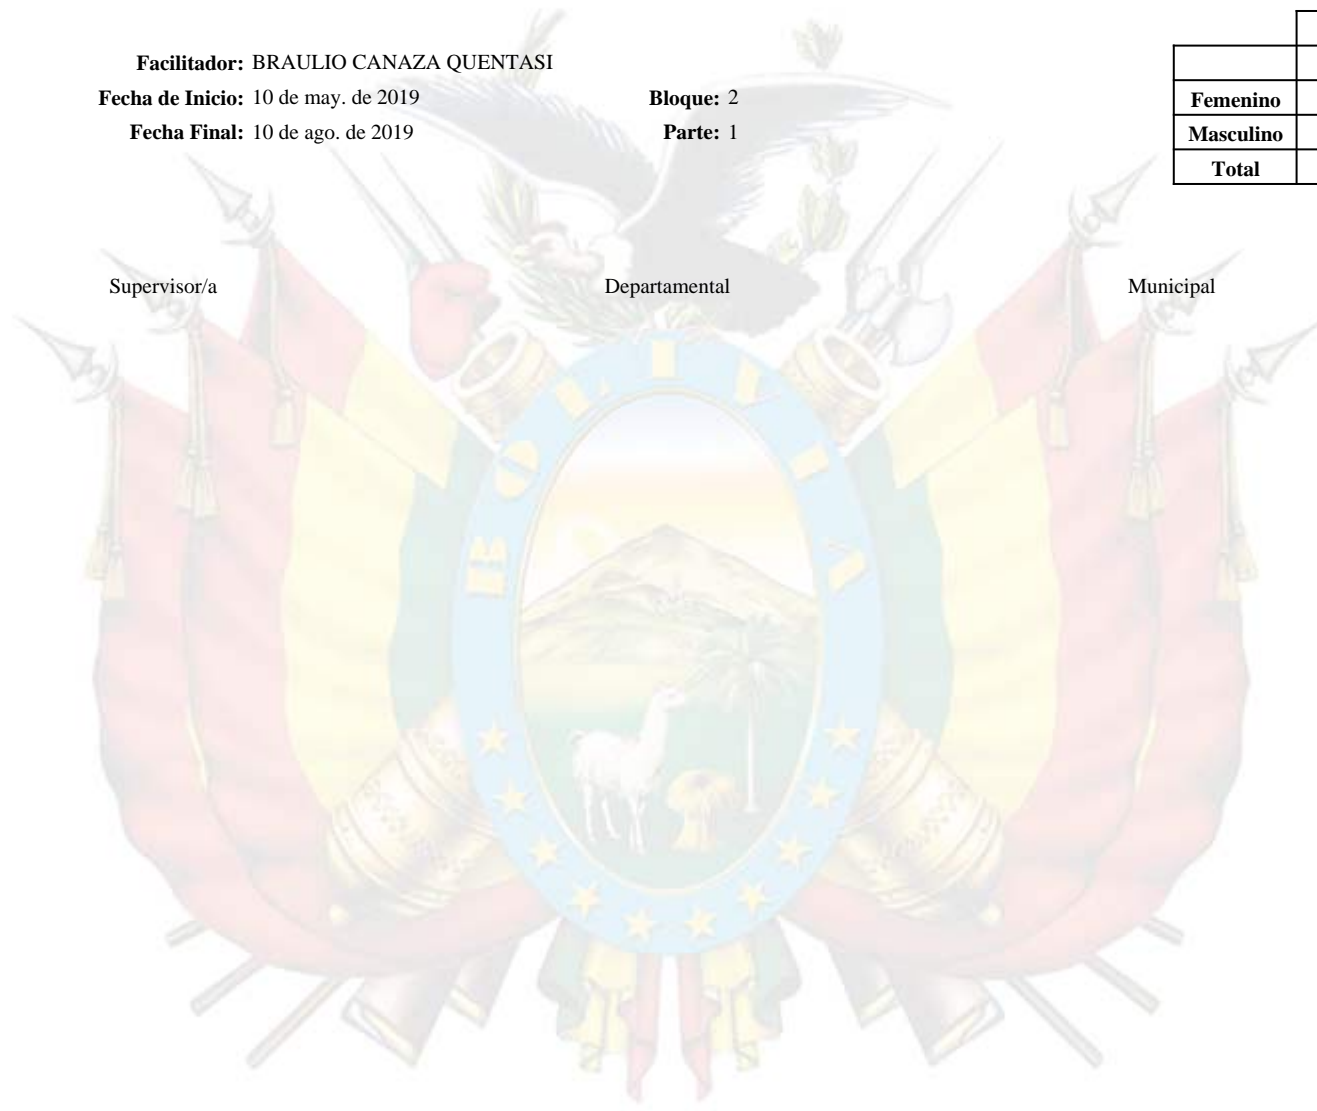 Facilitador: BRAULIO CANAZA QUENTASI
Fecha de Inicio: 10 de may. de 2019 Bloque: 2
Fecha Final: 10 de ago. de 2019 Parte: 1
Femenino
Masculino
Total
Supervisor/a Departamental Municipal
BOLIVIA